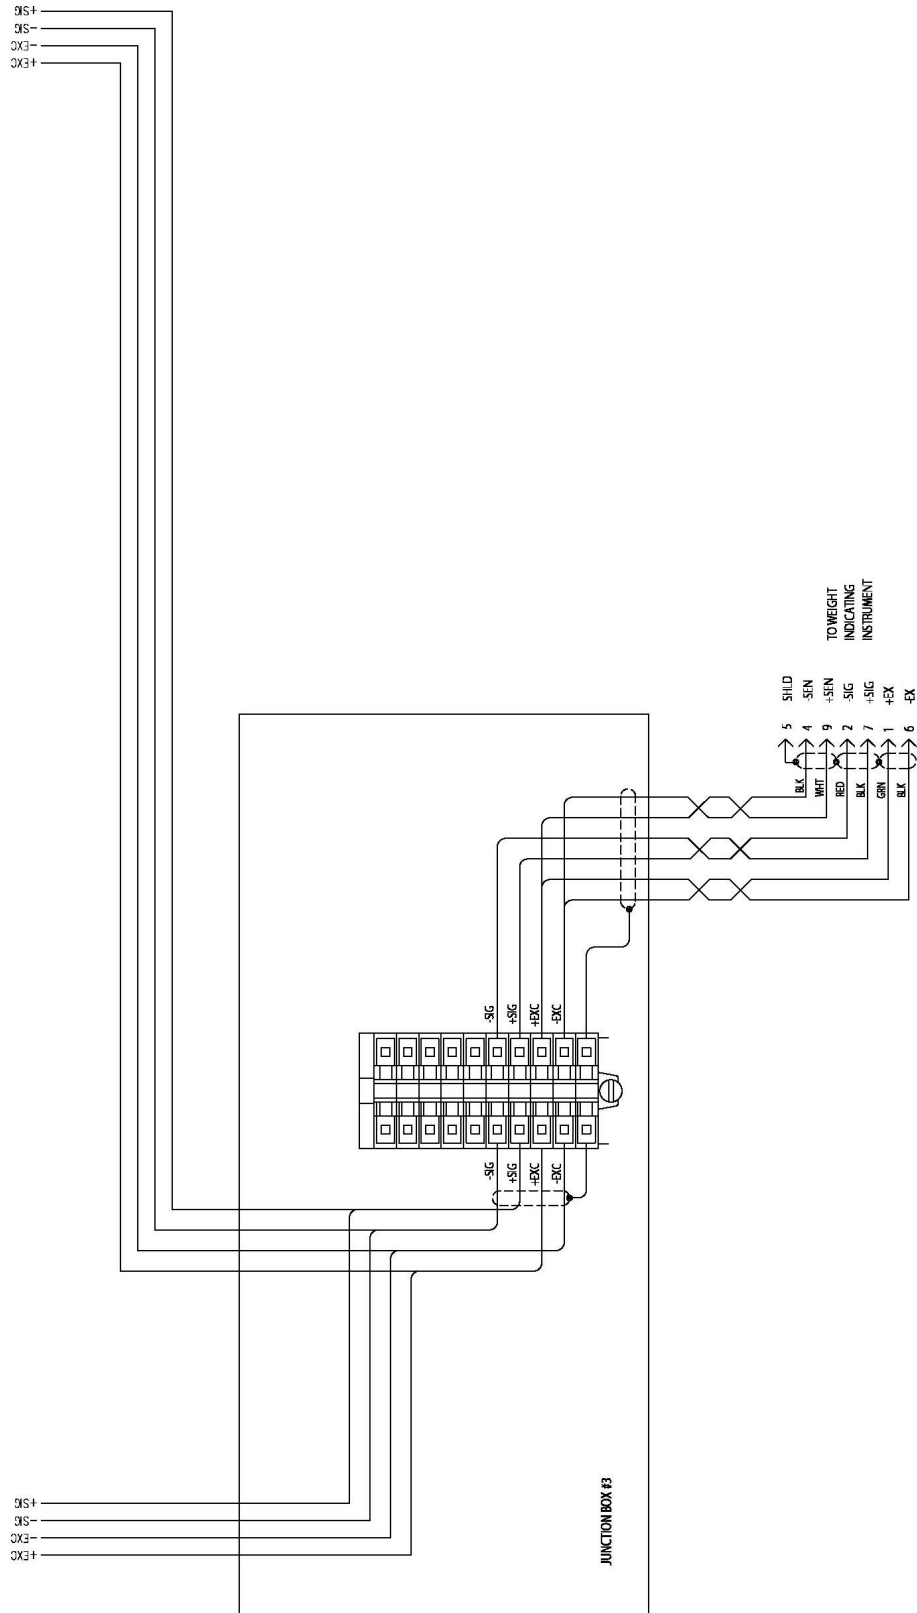 +SIG
-SIG
-EXC
+EXC
TO WEIGHT
INDICATING
INSTRUMENT
5 SHLD
4 -SEN
9 +SEN
2 -SIG
7 +SIG
1 +EX
6 -EX
BLK
WHT
RED
BLK
GRN
BLK
-SIG
+SIG
+EXC
-EXC
-SIG
+SIG
+EXC
-EXC
+SIG
-SIG
-EXC
+EXC
JUNCTION BOX #3